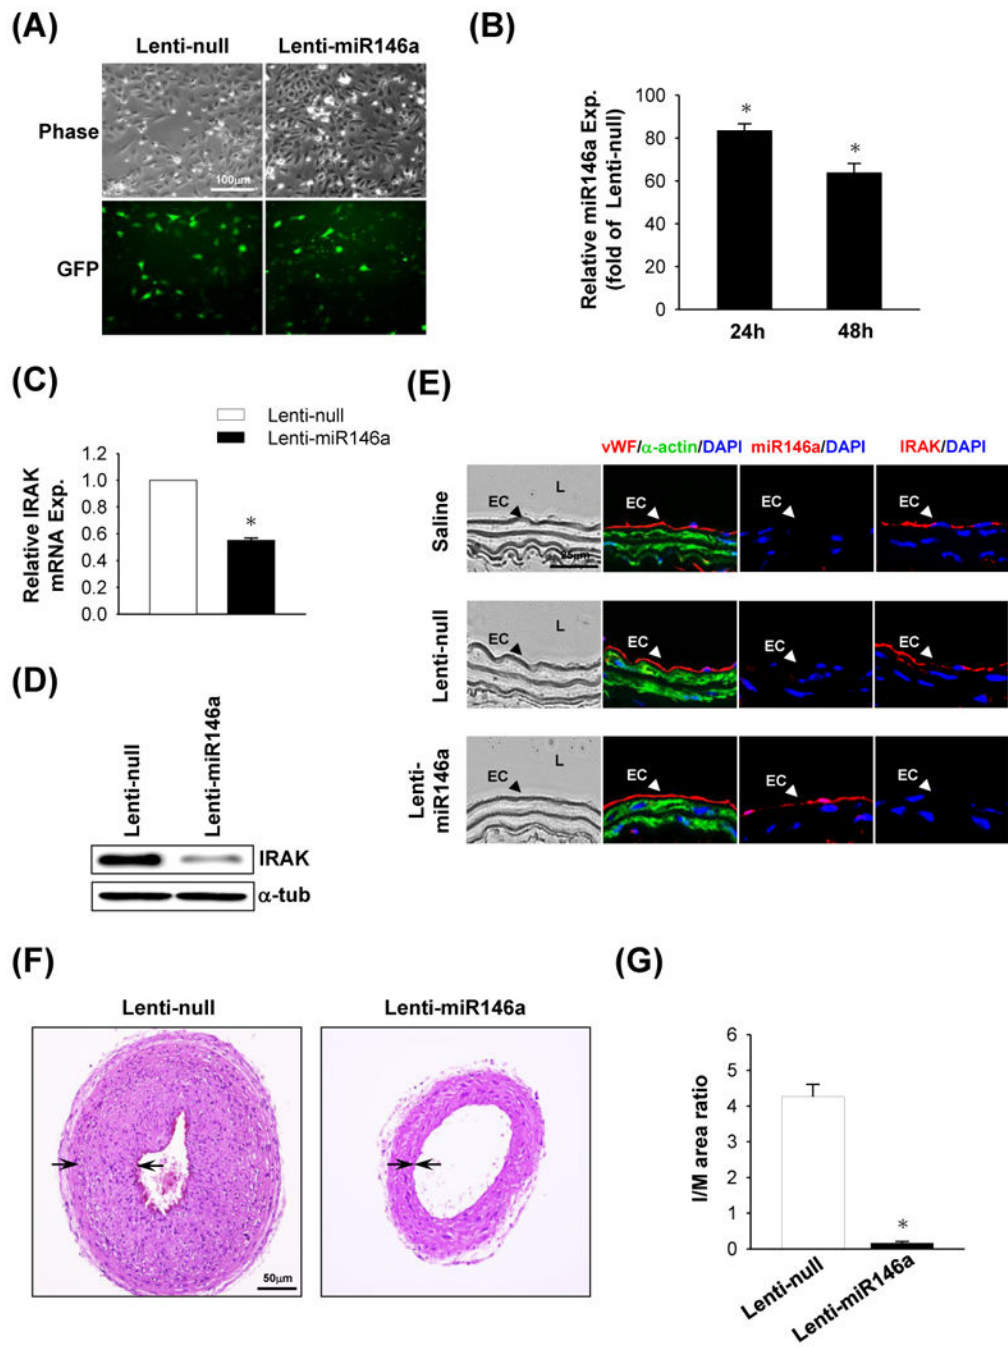 (A)
Lenti-null Lenti-miR146a
Phase
100μm
GFP
(B)
Relative miR146a Exp.
(fold of Lenti-null)
100
80
60
40
20
0
*
*
24h 48h
(C)
Lenti-null
Lenti-miR146a
Relative IRAK
mRNA Exp.
1.2
1.0
0.8
0.6
0.4
0.2
0.0
*
(D)
Lenti-null
Lenti-miR146a
IRAK
α-tub
(E)
vWF/α-actin/DAPI miR146a/DAPI IRAK/DAPI
Saline
EC L EC EC EC
25μm
Lenti-null
EC L EC EC EC
Lenti-
miR146a
EC L EC EC EC
(F)
Lenti-null Lenti-miR146a
50μm
(G)
I/M area ratio
6
5
4
3
2
1
0
*
Lenti-null
Lenti-miR146a